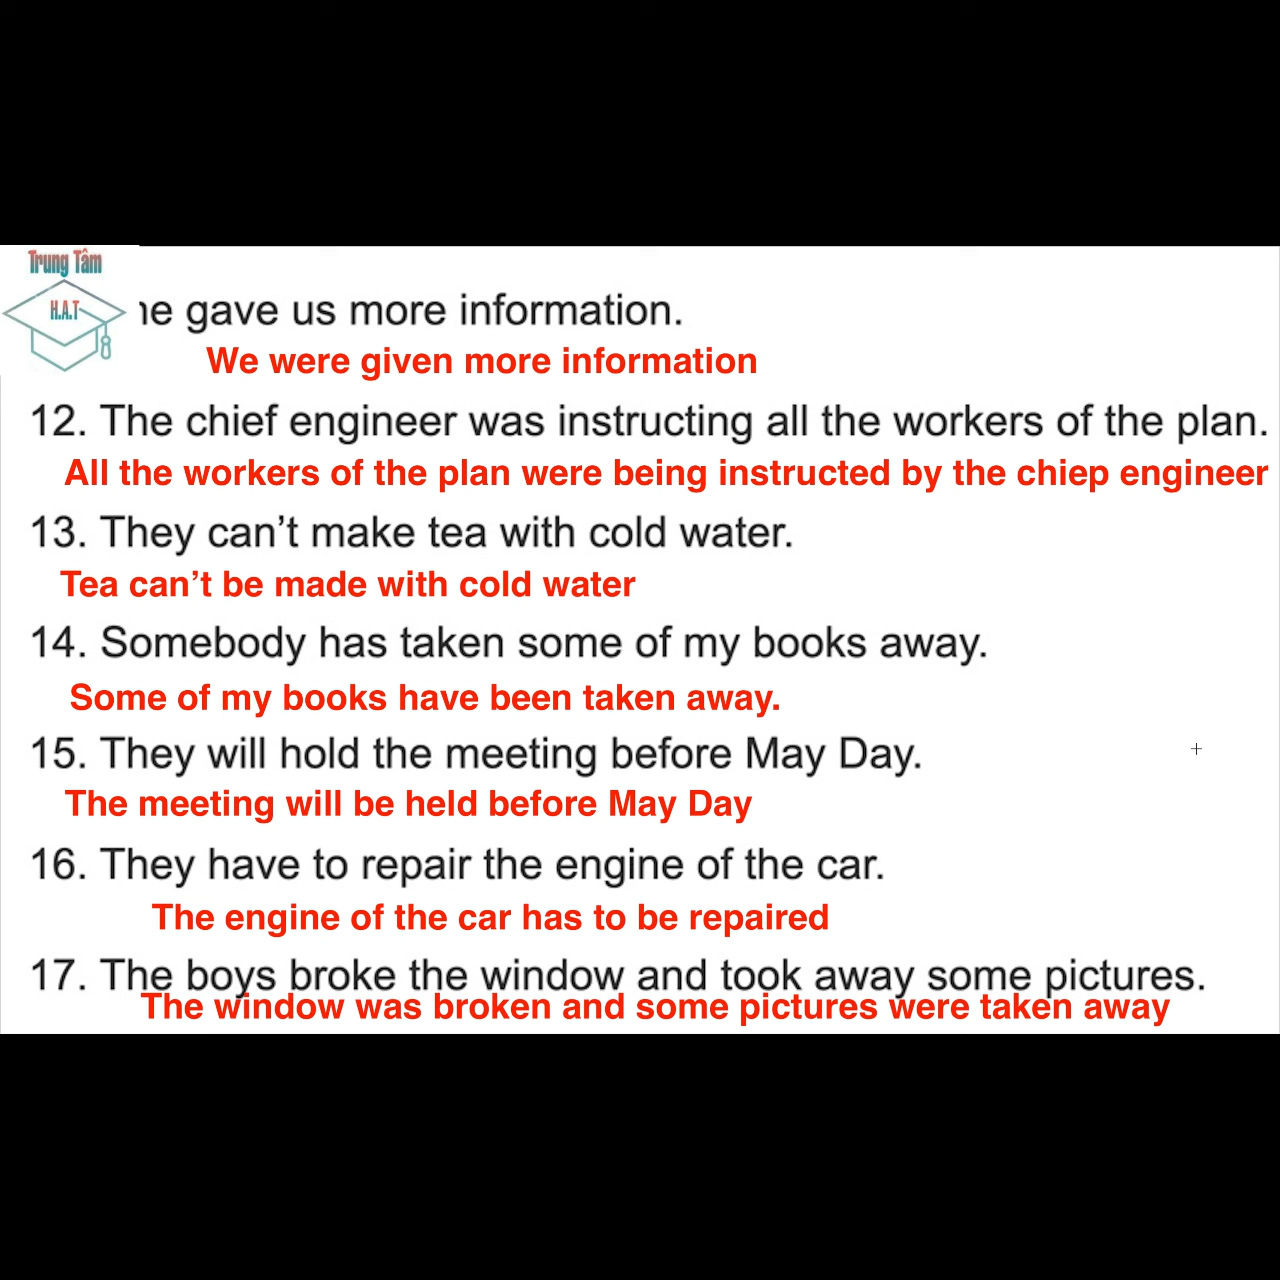 Trung Tâm
H.A.T
he gave us more information.
We were given more information
12. The chief engineer was instructing all the workers of the plan.
All the workers of the plan were being instructed by the chiep engineer
13. They can’t make tea with cold water.
Tea can’t be made with cold water
14. Somebody has taken some of my books away.
Some of my books have been taken away.
15. They will hold the meeting before May Day.
The meeting will be held before May Day
16. They have to repair the engine of the car.
The engine of the car has to be repaired
17. The boys broke the window and took away some pictures.
The window was broken and some pictures were taken away